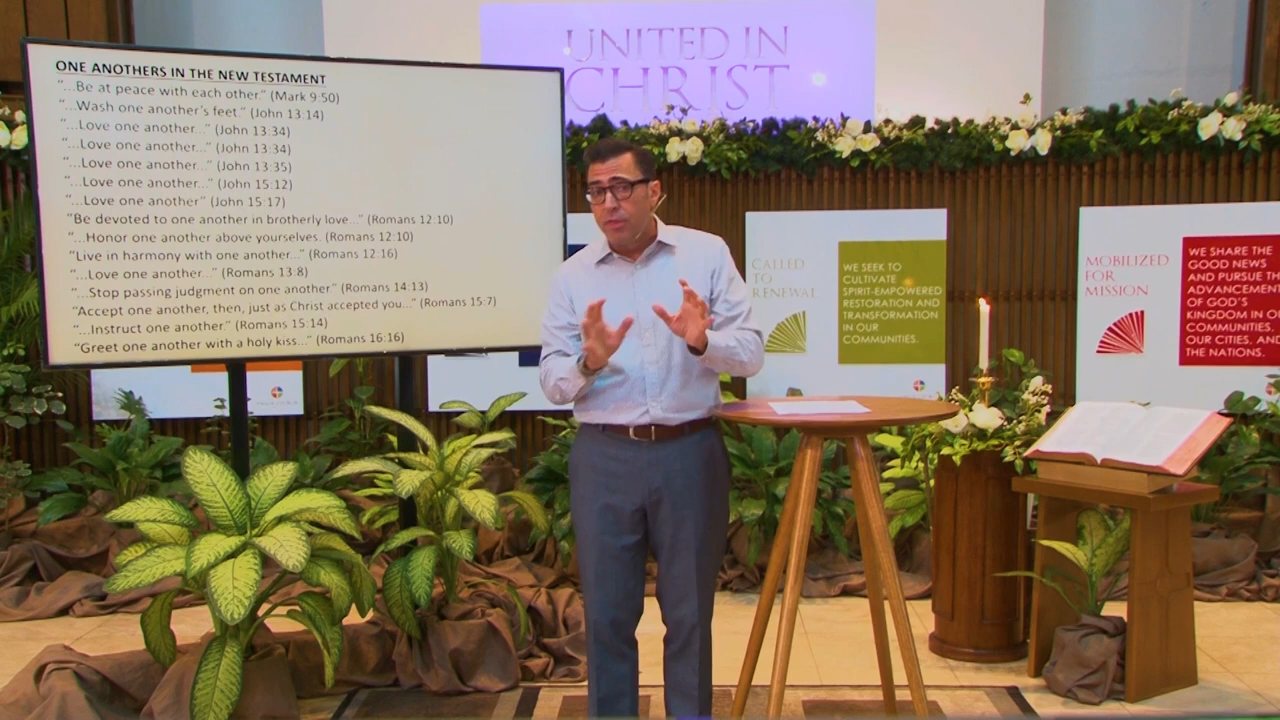 ONE ANOTHERS IN THE NEW TESTAMENT
“...Be at peace with each other.” (Mark 9:50)
“...Wash one another’s feet.” (John 13:14)
“...Love one another...” (John 13:34)
“...Love one another...” (John 13:34)
“...Love one another...” (John 13:35)
“...Love one another...” (John 15:12)
“...Love one another” (John 15:17)
“Be devoted to one another in brotherly love...” (Romans 12:10)
“...Honor one another above yourselves. (Romans 12:10)
“Live in harmony with one another...” (Romans 12:16)
“...Love one another...” (Romans 13:8)
“...Stop passing judgment on one another.” (Romans 14:13)
“Accept one another, then, just as Christ accepted you...” (Romans 15:7)
“...Instruct one another.” (Romans 15:14)
“Greet one another with a holy kiss...” (Romans 16:16)
UNITED IN
CHRIST
CALLED
TO
RENEWAL
WE SEEK TO
CULTIVATE
SPIRIT-EMPOWERED
RESTORATION AND
TRANSFORMATION
IN OUR
COMMUNITIES.
MOBILIZED
FOR
MISSION
WE SHARE THE
GOOD NEWS
AND PURSUE THE
ADVANCEMENT
OF GOD'S
KINGDOM IN OU
COMMUNITIES,
OUR CITIES, AND
THE NATIONS.